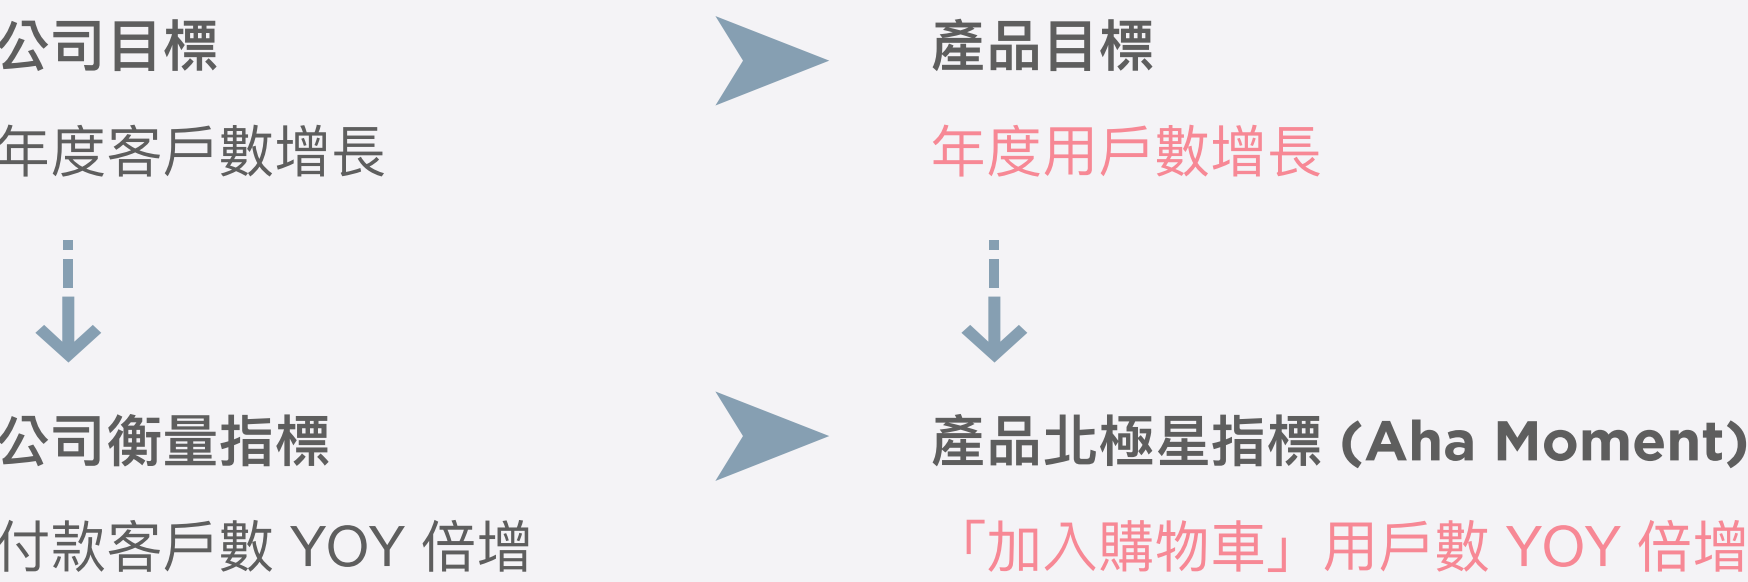 公司目標
產品目標
年度客戶數增長
年度用戶數增長
公司衡量指標
產品北極星指標 (Aha Moment)
付款客戶數 YOY 倍增
「加入購物車」用戶數 YOY 倍增